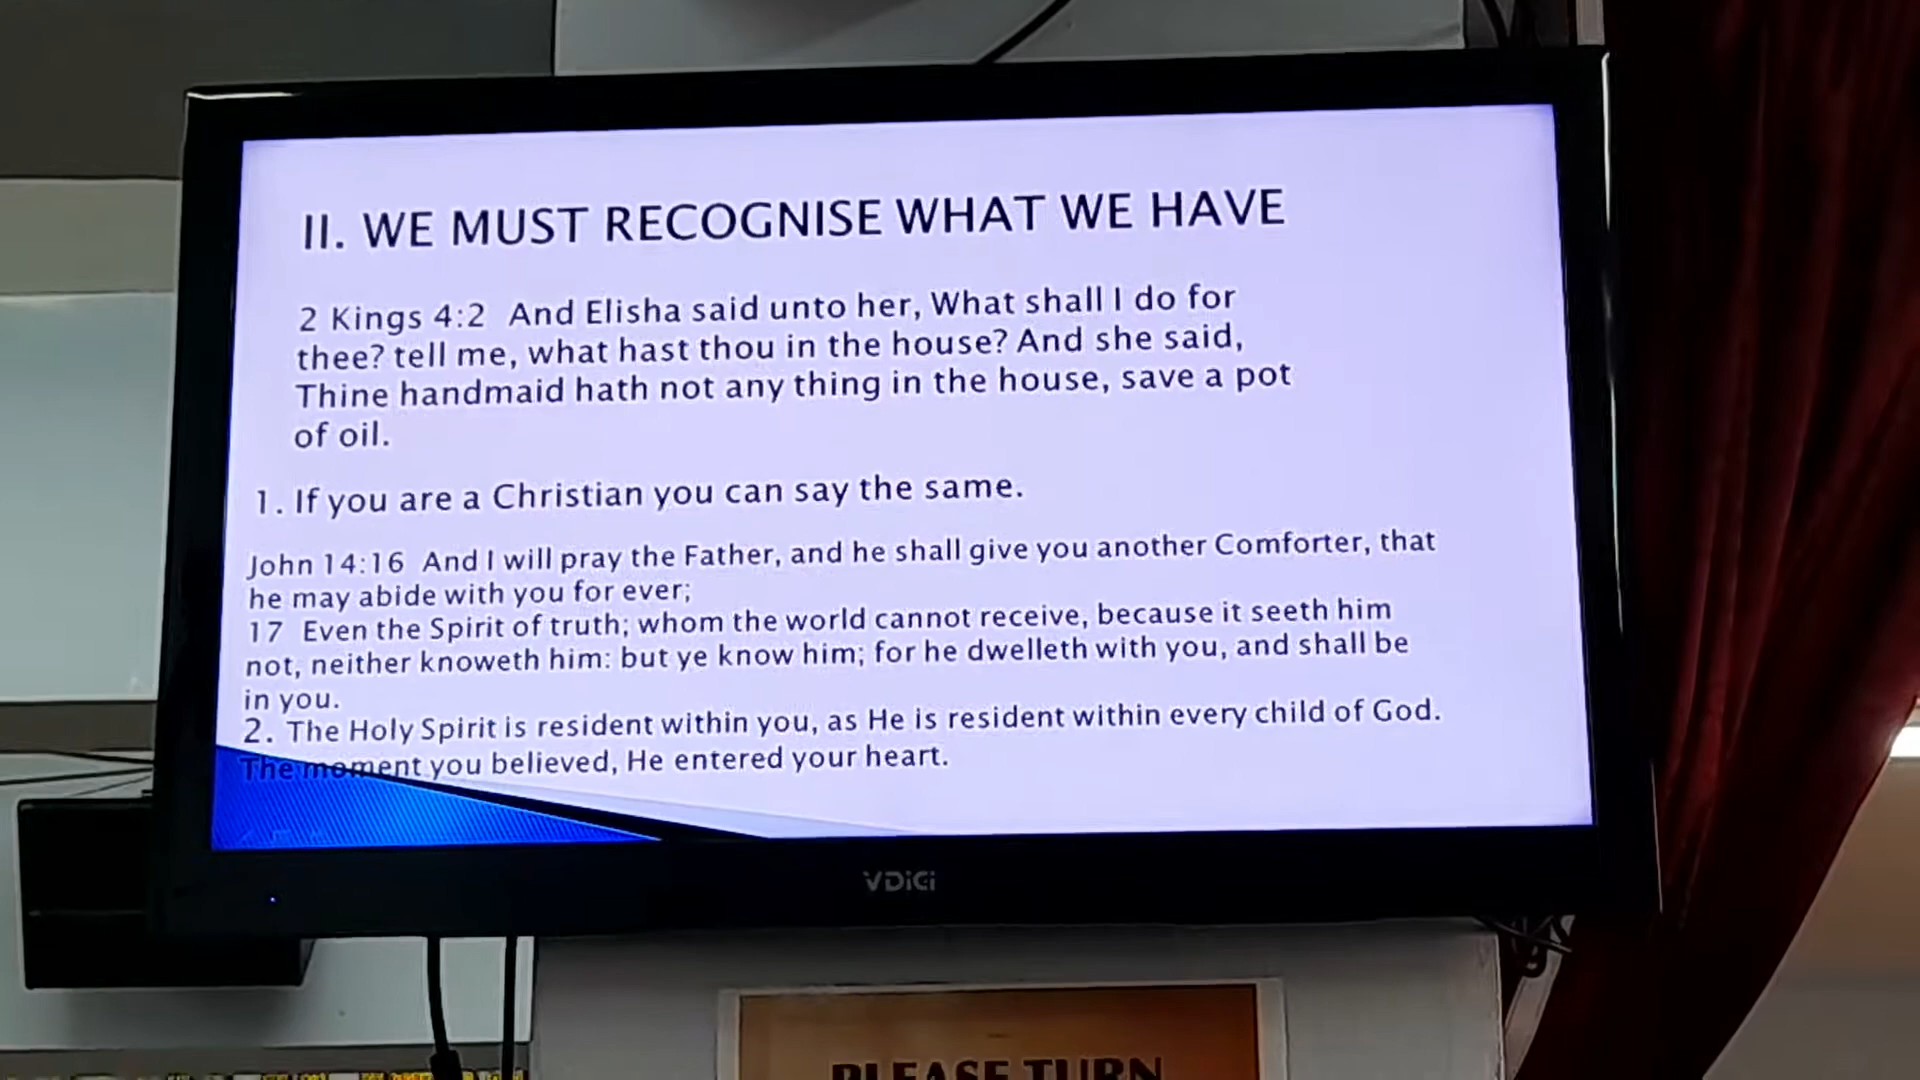 II. WE MUST RECOGNISE WHAT WE HAVE
2 Kings 4:2 And Elisha said unto her, What shall I do for
thee? tell me, what hast thou in the house? And she said,
Thine handmaid hath not any thing in the house, save a pot
of oil.
1. If you are a Christian you can say the same.
John 14:16 And I will pray the Father, and he shall give you another Comforter, that
he may abide with you for ever;
17 Even the Spirit of truth; whom the world cannot receive, because it seeth him
not, neither knoweth him: but ye know him; for he dwelleth with you, and shall be
in you.
2. The Holy Spirit is resident within you, as He is resident within every child of God.
The moment you believed, He entered your heart.
VDiGi
PLEASE TURN